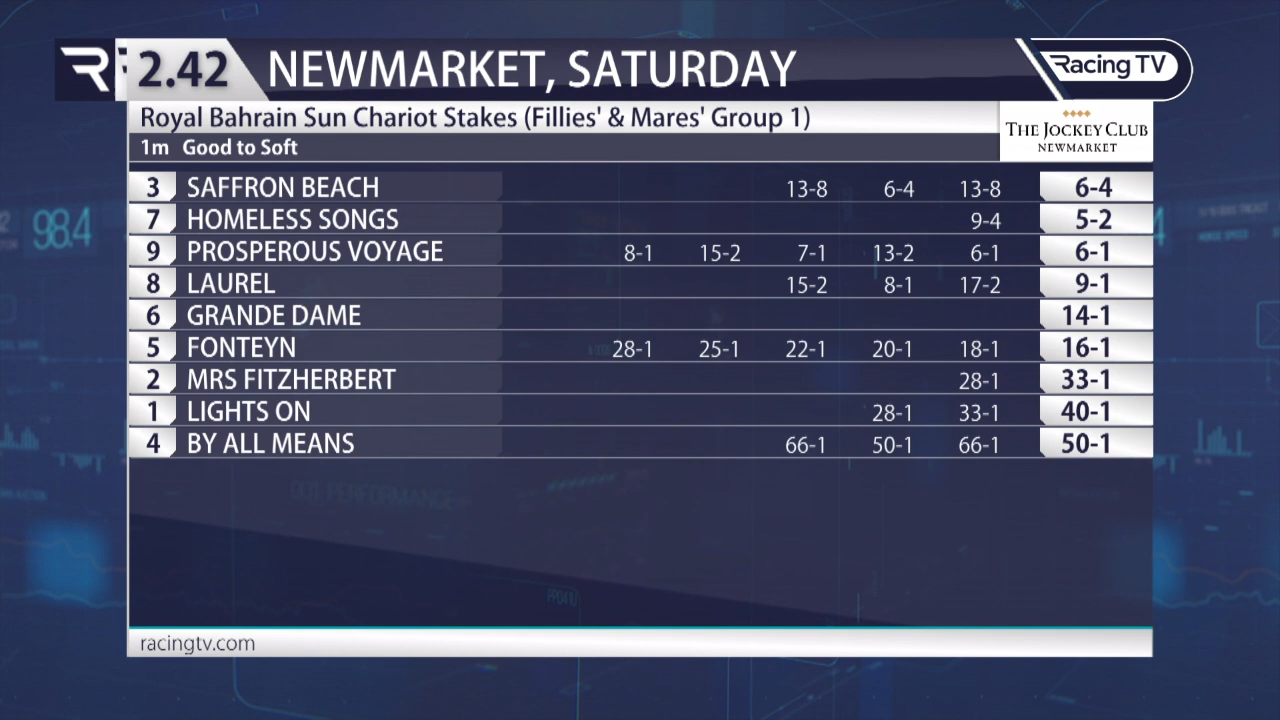 2.42 NEWMARKET, SATURDAY Racing TV
Royal Bahrain Sun Chariot Stakes (Fillies' & Mares' Group 1)
THE JOCKEY CLUB
NEWMARKET
1m Good to Soft
3 SAFFRON BEACH 13-8 6-4 13-8 6-4
7 HOMELESS SONGS 9-4 5-2
9 PROSPEROUS VOYAGE 8-1 15-2 7-1 13-2 6-1 6-1
8 LAUREL 15-2 8-1 17-2 9-1
6 GRANDE DAME 14-1
5 FONTEYN 28-1 25-1 22-1 20-1 18-1 16-1
2 MRS FITZHERBERT 28-1 33-1
1 LIGHTS ON 28-1 33-1 40-1
4 BY ALL MEANS 66-1 50-1 66-1 50-1
98.4
racingtv.com